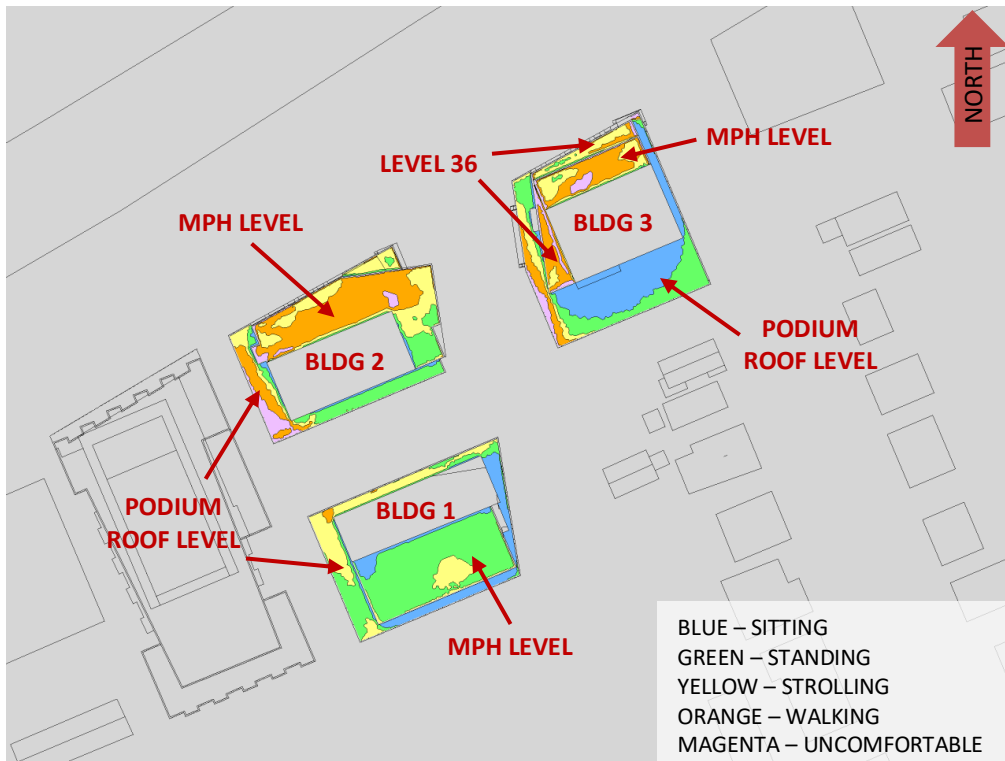 NORTH
LEVEL 36
MPH LEVEL
BLDG 3
MPH LEVEL
PODIUM
ROOF LEVEL
BLDG 2
PODIUM
ROOF LEVEL
BLDG 1
MPH LEVEL
BLUE – SITTING
GREEN – STANDING
YELLOW – STROLLING
ORANGE – WALKING
MAGENTA – UNCOMFORTABLE